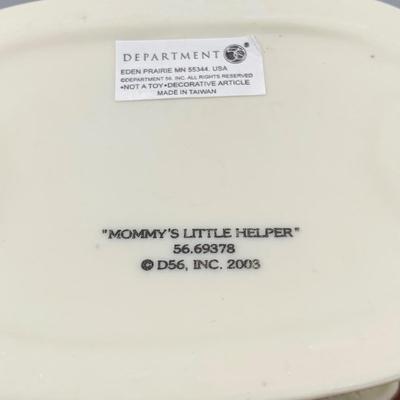 DEPARTMENT 56
EDEN PRAIRIE MN 55344. USA
©DEPARTMENT 56, INC. ALL RIGHTS RESERVED
•NOT A TOY•DECORATIVE ARTICLE
MADE IN TAIWAN
"MOMMY'S LITTLE HELPER"
56.69378
© D56, INC. 2003